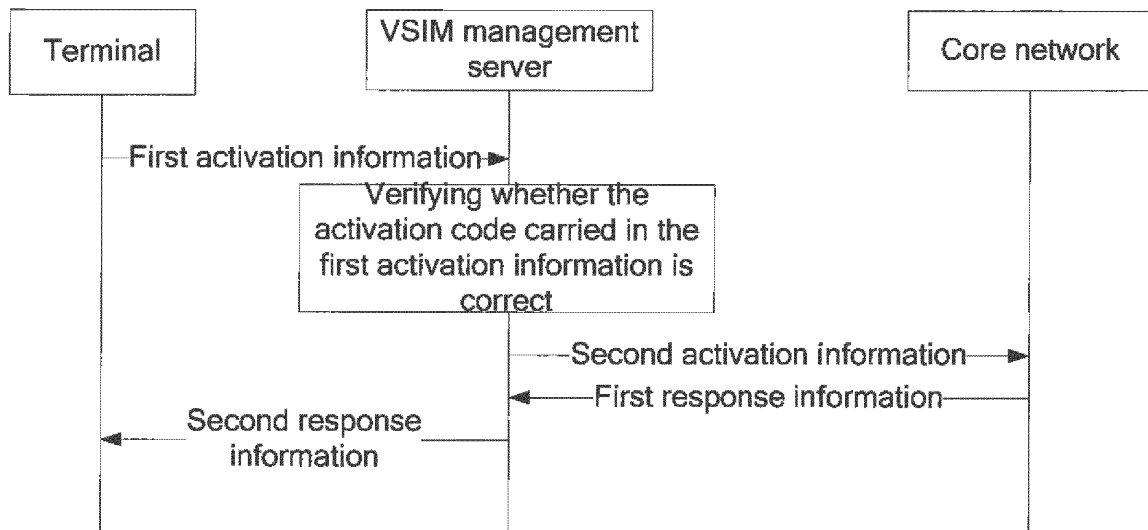 Terminal
VSIM management
server
Core network
First activation information
Verifying whether the
activation code carried in the
first activation information is
correct
Second activation information
First response information
Second response
information